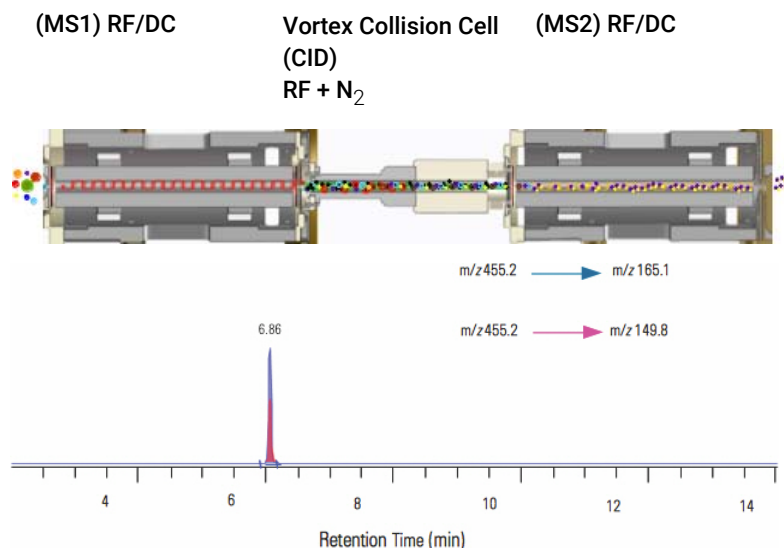 (MS1) RF/DC
Vortex Collision Cell
(CID)
RF + N₂
(MS2) RF/DC
m/z 455.2 m/z 165.1
6.86
m/z 455.2 m/z 149.8
4 6 8 10 12 14
Retention Time (min)